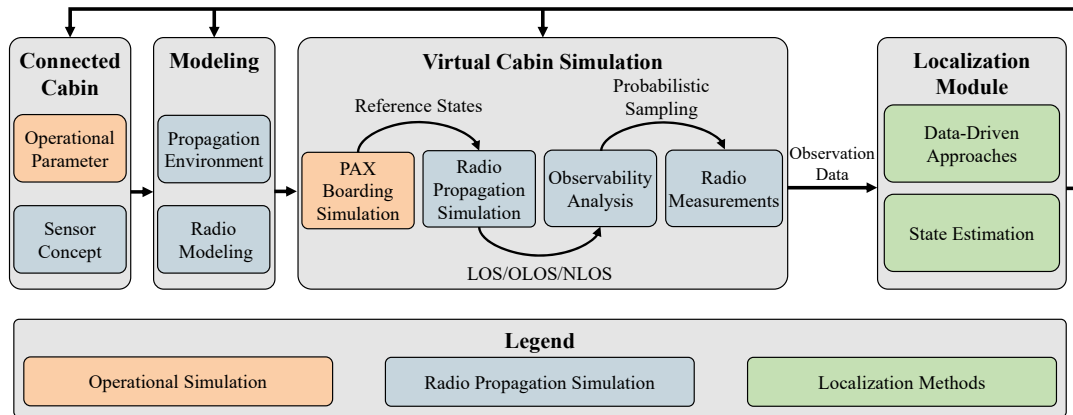 Connected
Cabin
Operational
Parameter
Sensor
Concept
Modeling
Propagation
Environment
Radio
Modeling
Virtual Cabin Simulation
Reference States
Probabilistic
Sampling
PAX
Boarding
Simulation
Radio
Propagation
Simulation
Observability
Analysis
Radio
Measurements
LOS/OLOS/NLOS
Observation
Data
Localization
Module
Data-Driven
Approaches
State Estimation
Legend
Operational Simulation
Radio Propagation Simulation
Localization Methods